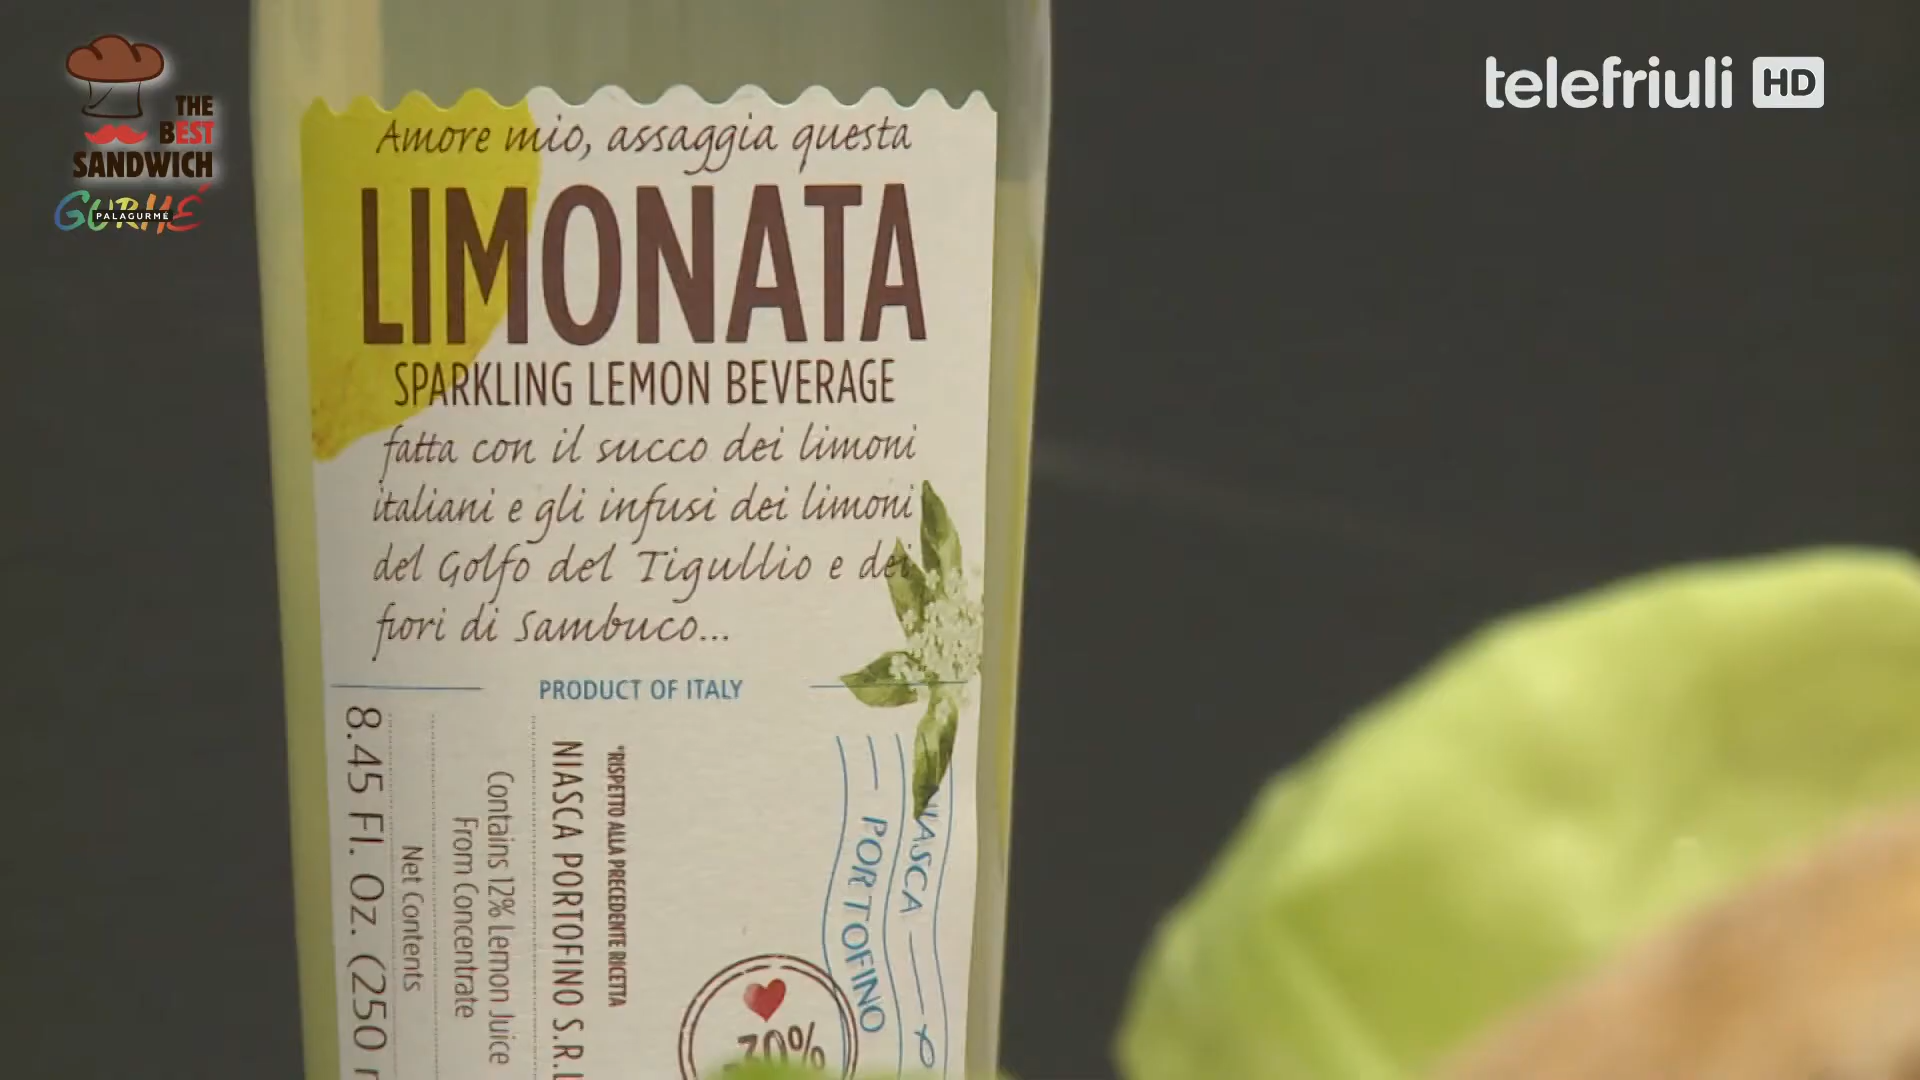 THE
BEST
SANDWICH
GURMÉ
PALAGURMÉ
telefriuli HD
Amore mio, assaggia questa
LIMONATA
SPARKLING LEMON BEVERAGE
fatta con il succo dei limoni
italiani e gli infusi dei limoni
del Golfo del Tigullio e dei
fiori di Sambuco...
PRODUCT OF ITALY
8.45 Fl. Oz. (250
Net Contents
Contains 12% Lemon Juice
From Concentrate
NIASCA PORTOFINO S.R.L
*RISPETTO ALLA PRECEDENTE RICETTA
NIASCA
PORTOFINO
30%